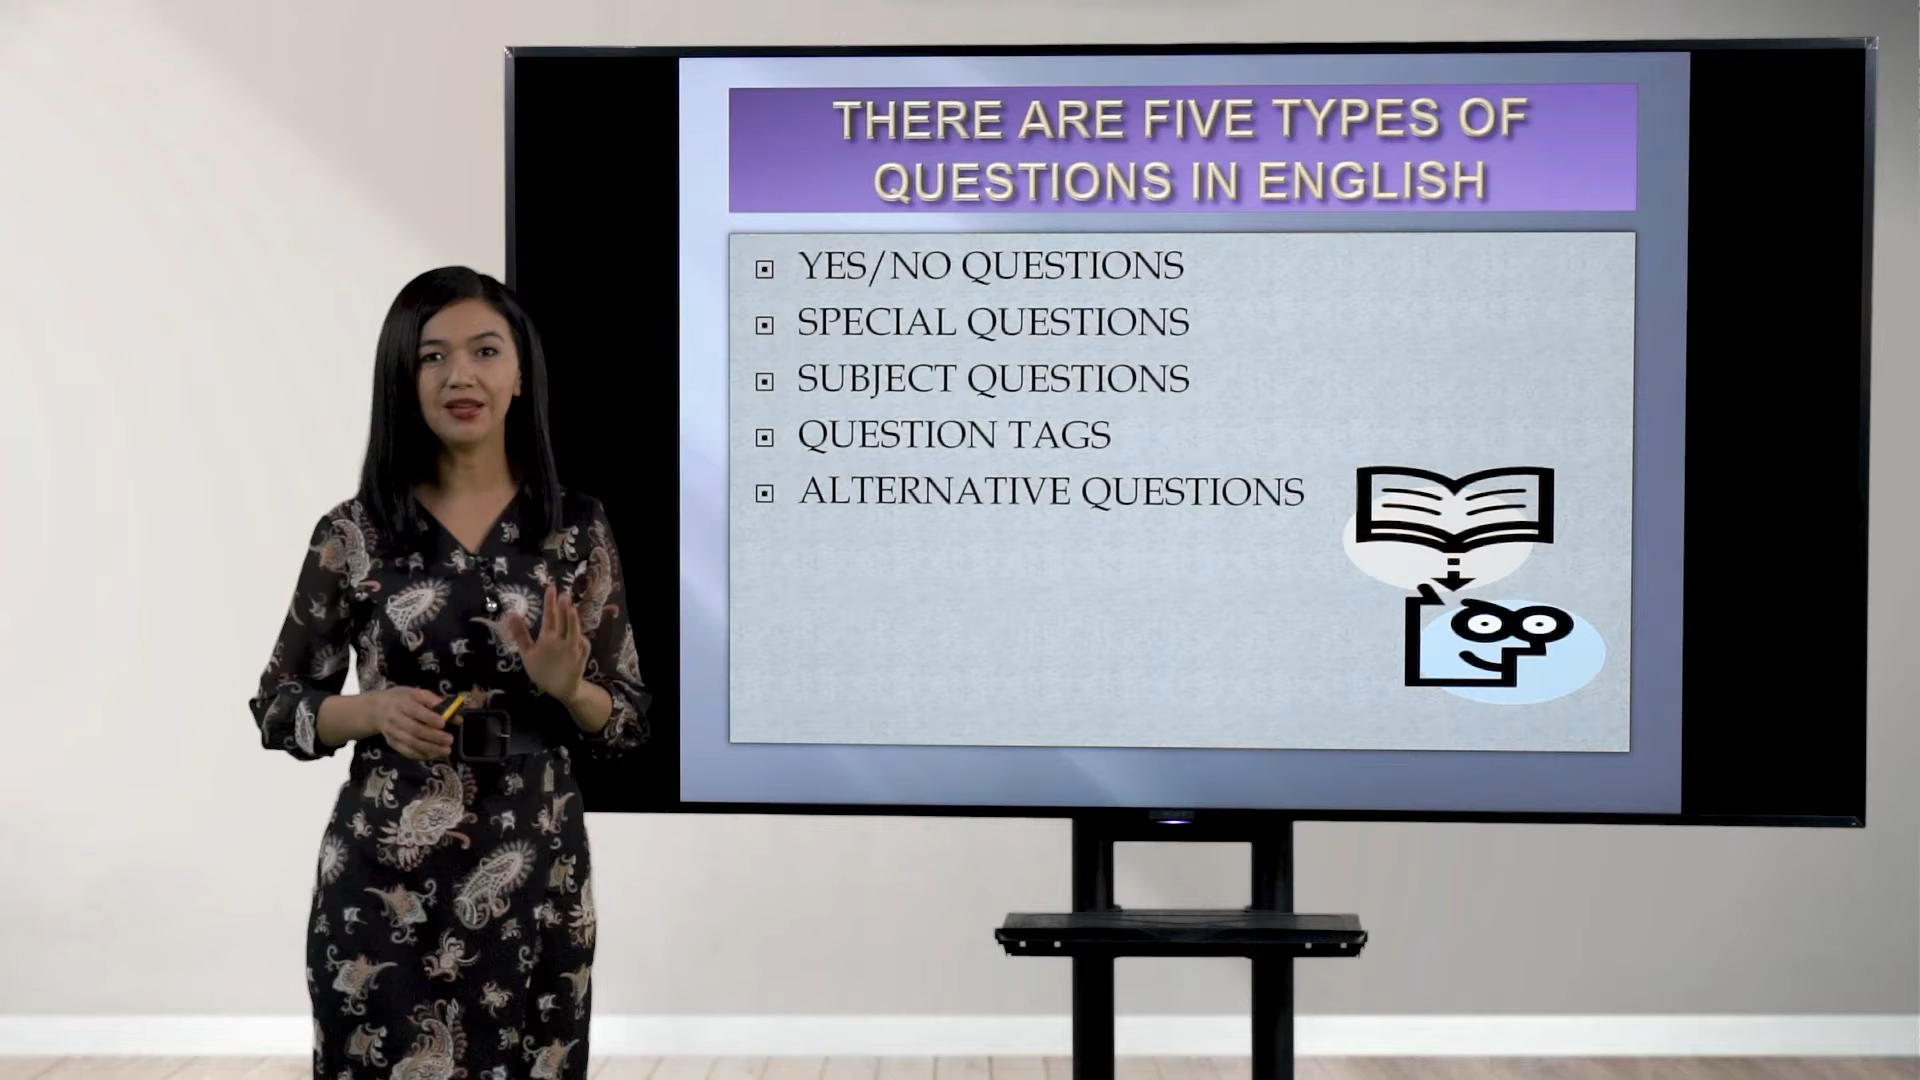 THERE ARE FIVE TYPES OF
QUESTIONS IN ENGLISH
YES/NO QUESTIONS
SPECIAL QUESTIONS
SUBJECT QUESTIONS
QUESTION TAGS
ALTERNATIVE QUESTIONS